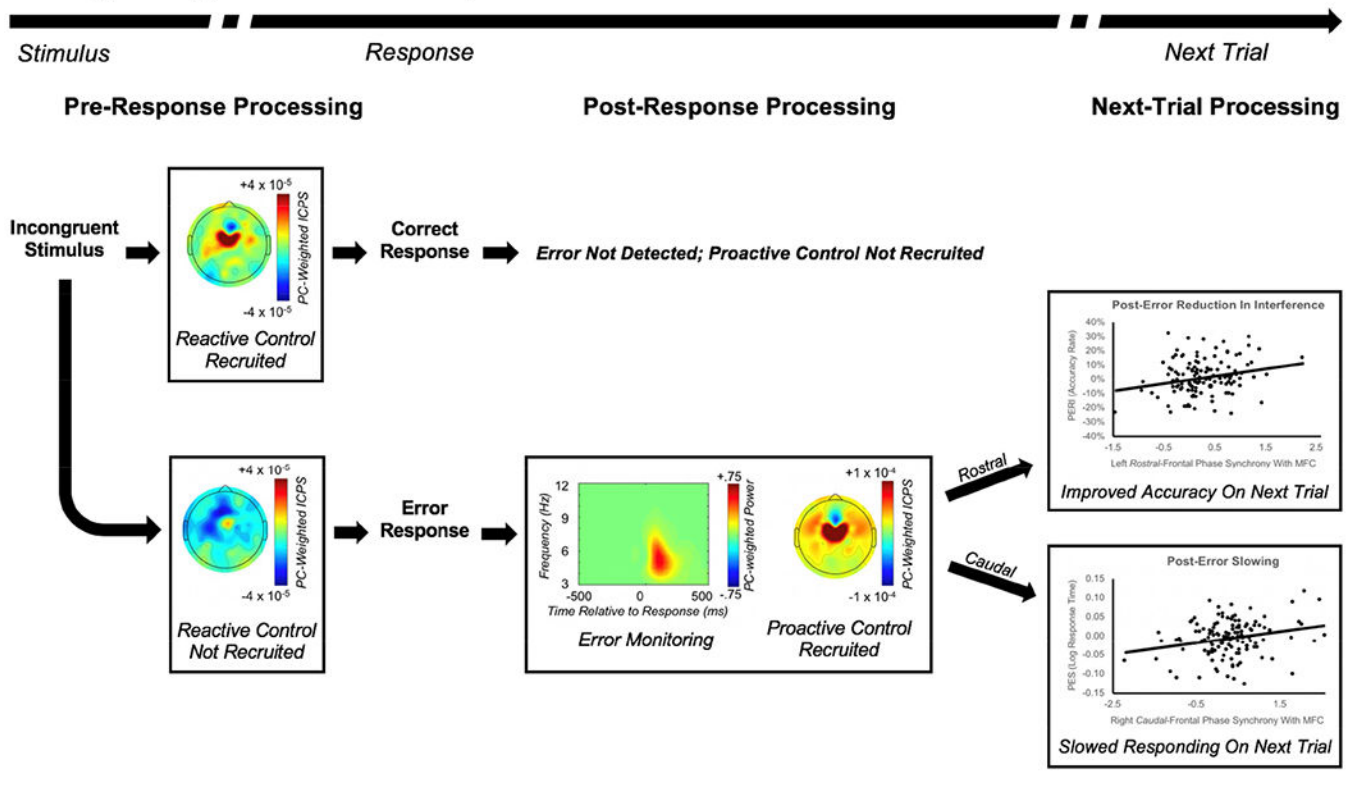 Stimulus
Response
Next Trial
Pre-Response Processing
Post-Response Processing
Next-Trial Processing
Incongruent
Stimulus
+4 x 10-5
PC-Weighted ICPS
-4 x 10-5
Reactive Control
Recruited
Correct
Response
Error Not Detected; Proactive Control Not Recruited
+4 x 10-5
PC-Weighted ICPS
-4 x 10-5
Reactive Control
Not Recruited
Error
Response
12
9
6
3
Frequency (Hz)
-500
0
500
Time Relative to Response (ms)
+.75
PC-weighted Power
-.75
Error Monitoring
+1 x 10-4
PC-Weighted ICPS
-1 x 10-4
Proactive Control
Recruited
Rostral
Caudal
Post-Error Reduction In Interference
PERI (Accuracy Rate)
40%
30%
20%
10%
0%
-10%
-20%
-30%
-40%
-1.5
-0.5
0.5
1.5
2.5
Left Rostral-Frontal Phase Synchrony With MFC
Improved Accuracy On Next Trial
Post-Error Slowing
PES (Log Response Time)
0.15
0.10
0.05
0.00
-0.05
-0.10
-0.15
-2.5
-0.5
1.5
Right Caudal-Frontal Phase Synchrony With MFC
Slowed Responding On Next Trial